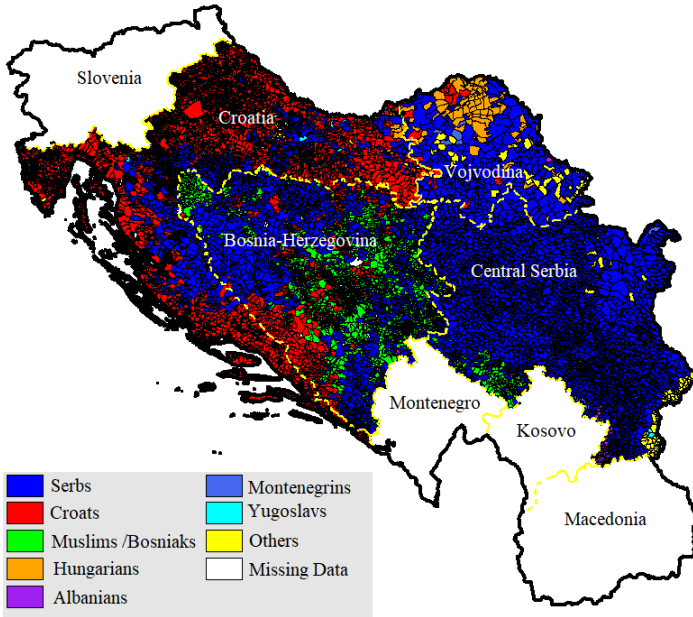 Slovenia
Croatia
Vojvodina
Bosnia-Herzegovina
Central Serbia
Montenegro
Kosovo
Macedonia
Serbs
Croats
Muslims /Bosniaks
Hungarians
Albanians
Montenegrins
Yugoslavs
Others
Missing Data